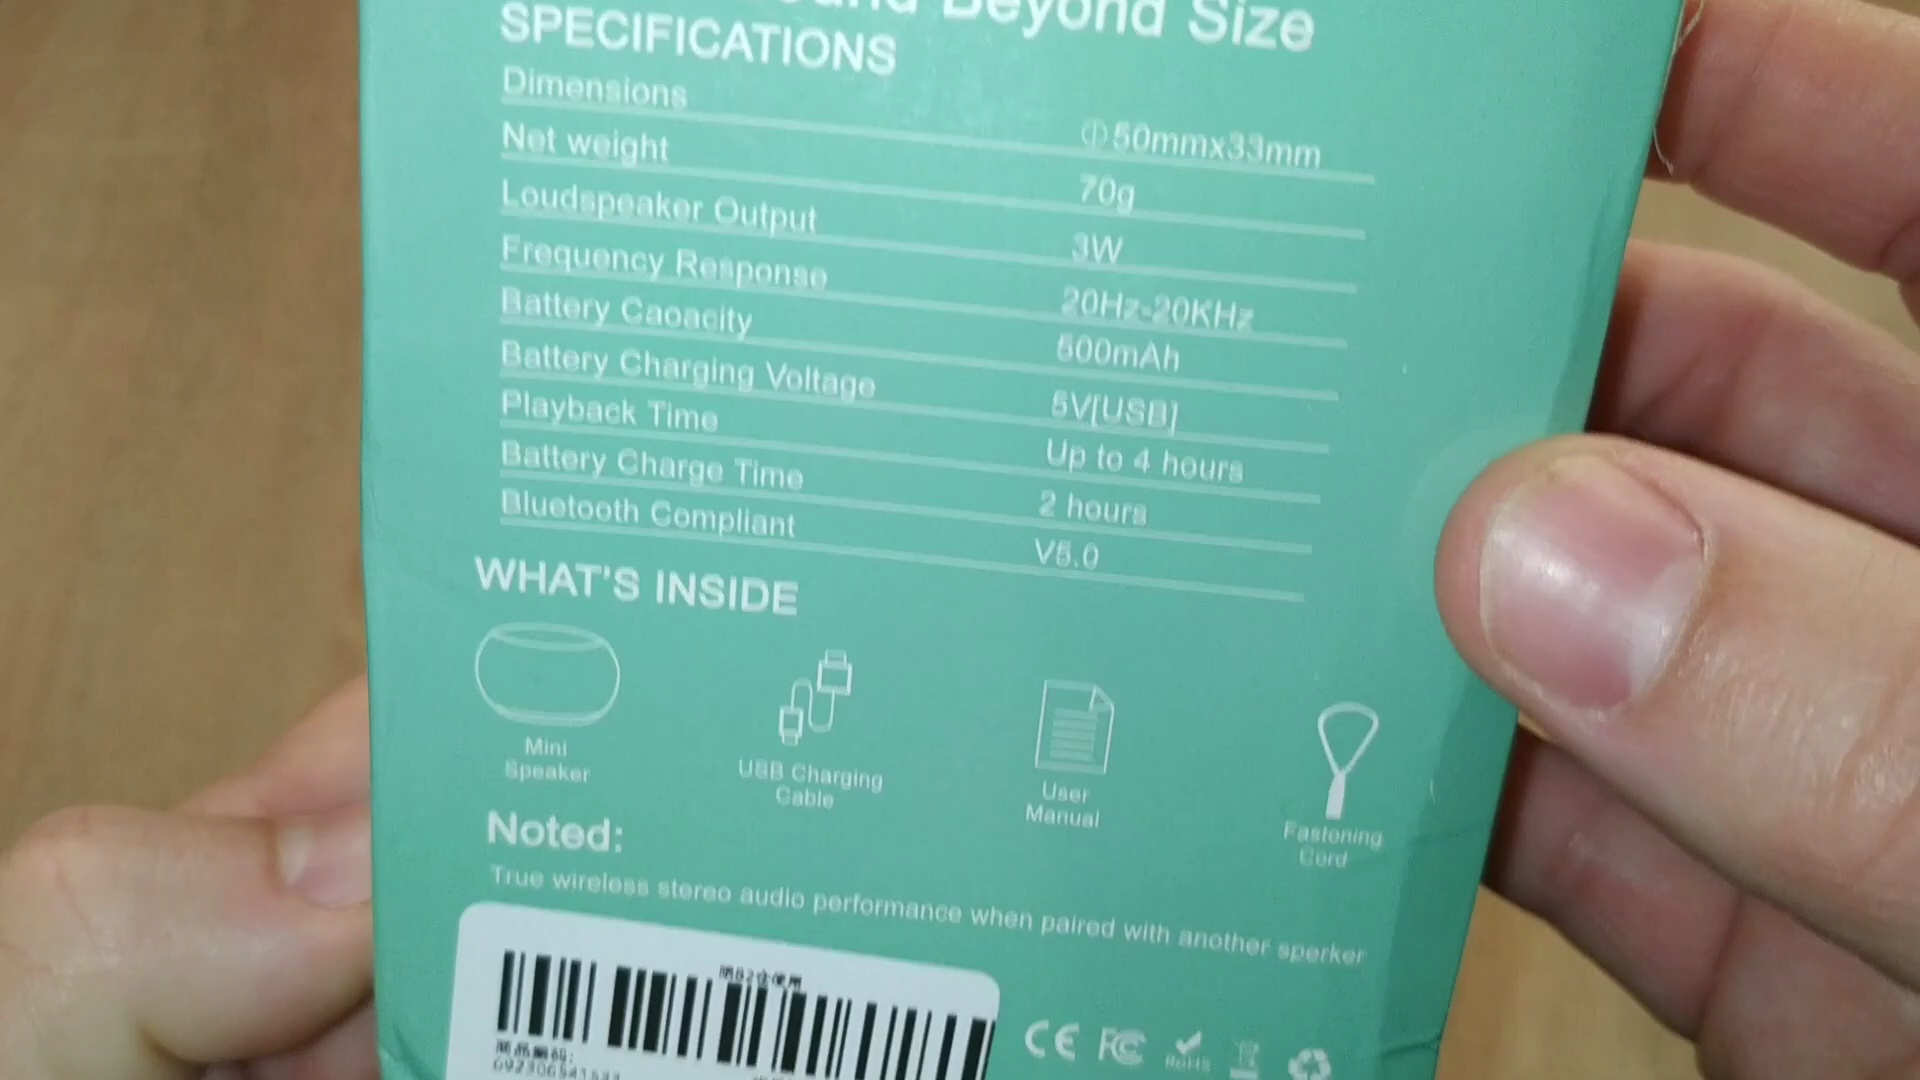 Beyond Size
SPECIFICATIONS
Dimensions
⏀50mmx33mm
Net weight
70g
Loudspeaker Output
3W
Frequency Response
20Hz-20KHz
Battery Caoacity
500mAh
Battery Charging Voltage
5V[USB]
Playback Time
Up to 4 hours
Battery Charge Time
2 hours
Bluetooth Compliant
V5.0
WHAT'S INSIDE
Mini
Speaker
USB Charging
Cable
User
Manual
Fastening
Cord
Noted:
True wireless stereo audio performance when paired with another sperker
CE FC RoHS